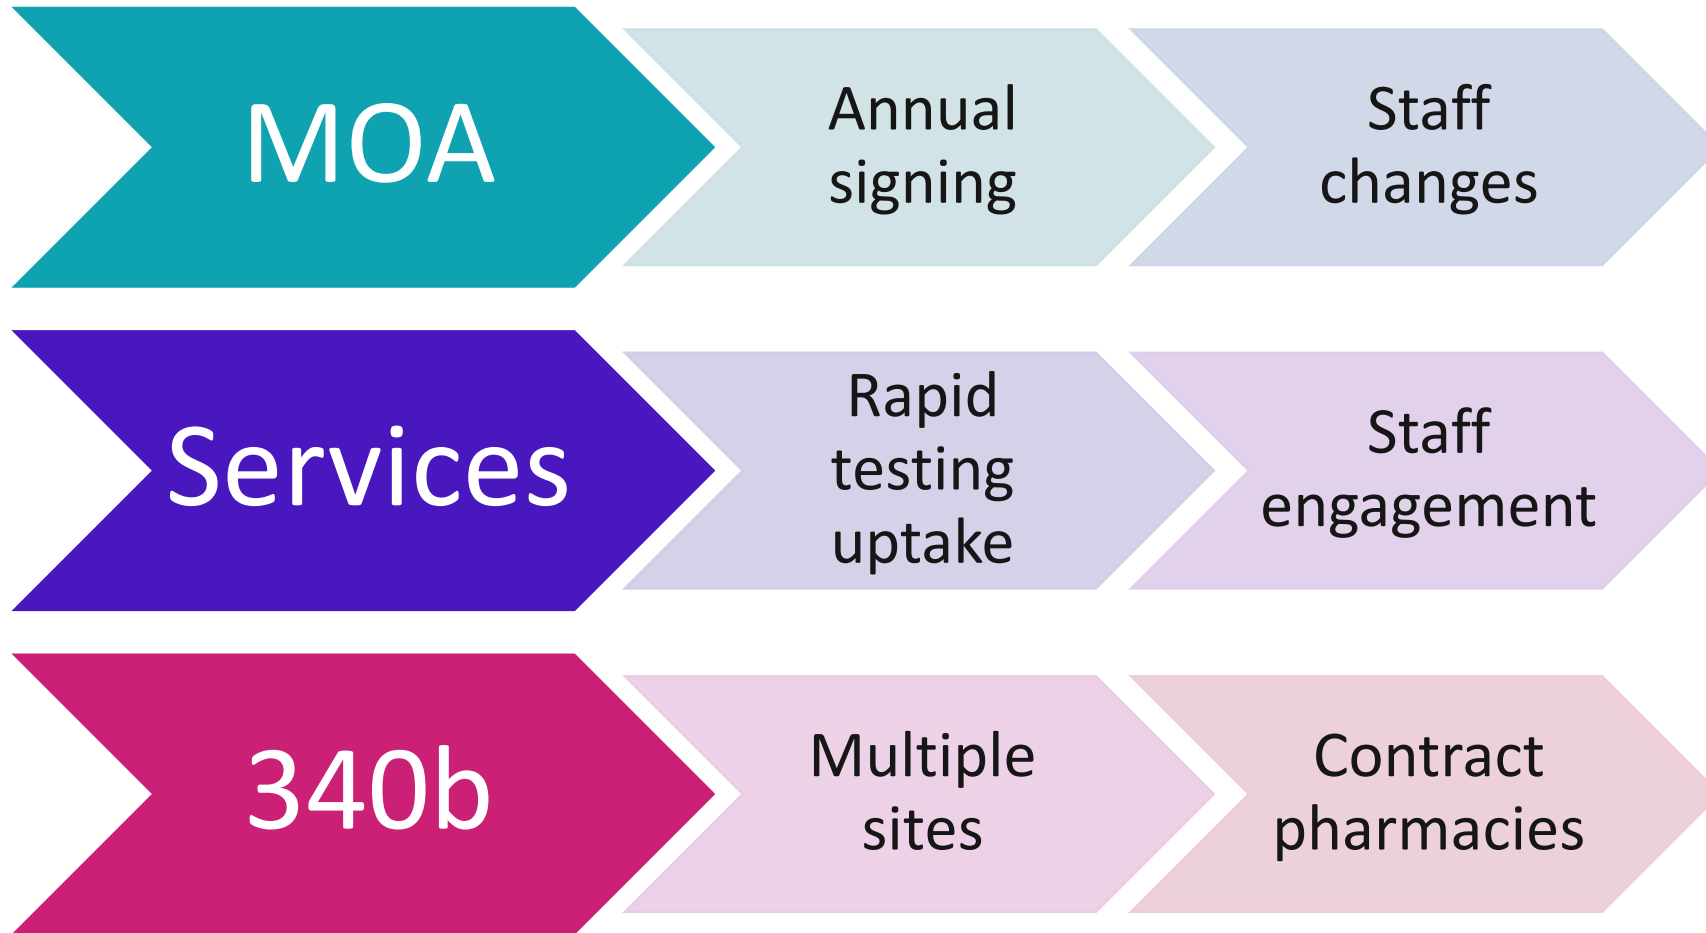 MOA
Annual
signing
Staff
changes
Services
Rapid
testing
uptake
Staff
engagement
340b
Multiple
sites
Contract
pharmacies